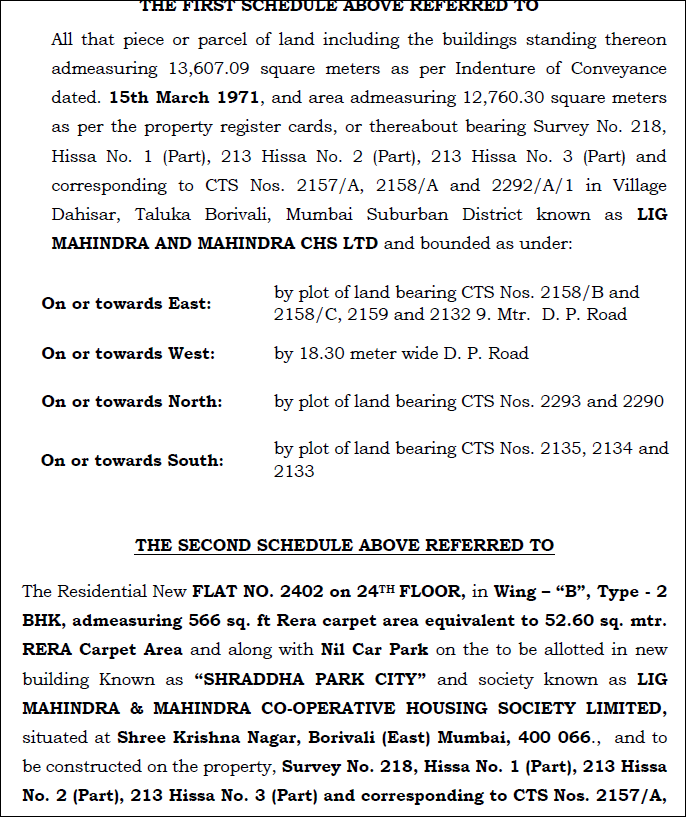 THE FIRST SCHEDULE ABOVE REFERRED TO
All that piece or parcel of land including the buildings standing thereon
admeasuring 13,607.09 square meters as per Indenture of Conveyance
dated. 15th March 1971, and area admeasuring 12,760.30 square meters
as per the property register cards, or thereabout bearing Survey No. 218,
Hissa No. 1 (Part), 213 Hissa No. 2 (Part), 213 Hissa No. 3 (Part) and
corresponding to CTS Nos. 2157/A, 2158/A and 2292/A/1 in Village
Dahisar, Taluka Borivali, Mumbai Suburban District known as LIG
MAHINDRA AND MAHINDRA CHS LTD and bounded as under:
On or towards East: by plot of land bearing CTS Nos. 2158/B and
2158/C, 2159 and 2132 9. Mtr. D. P. Road
On or towards West: by 18.30 meter wide D. P. Road
On or towards North: by plot of land bearing CTS Nos. 2293 and 2290
On or towards South: by plot of land bearing CTS Nos. 2135, 2134 and
2133
THE SECOND SCHEDULE ABOVE REFERRED TO
The Residential New FLAT NO. 2402 on 24TH FLOOR, in Wing – “B”, Type - 2
BHK, admeasuring 566 sq. ft Rera carpet area equivalent to 52.60 sq. mtr.
RERA Carpet Area and along with Nil Car Park on the to be allotted in new
building Known as “SHRADDHA PARK CITY” and society known as LIG
MAHINDRA & MAHINDRA CO-OPERATIVE HOUSING SOCIETY LIMITED,
situated at Shree Krishna Nagar, Borivali (East) Mumbai, 400 066., and to
be constructed on the property, Survey No. 218, Hissa No. 1 (Part), 213 Hissa
No. 2 (Part), 213 Hissa No. 3 (Part) and corresponding to CTS Nos. 2157/A,